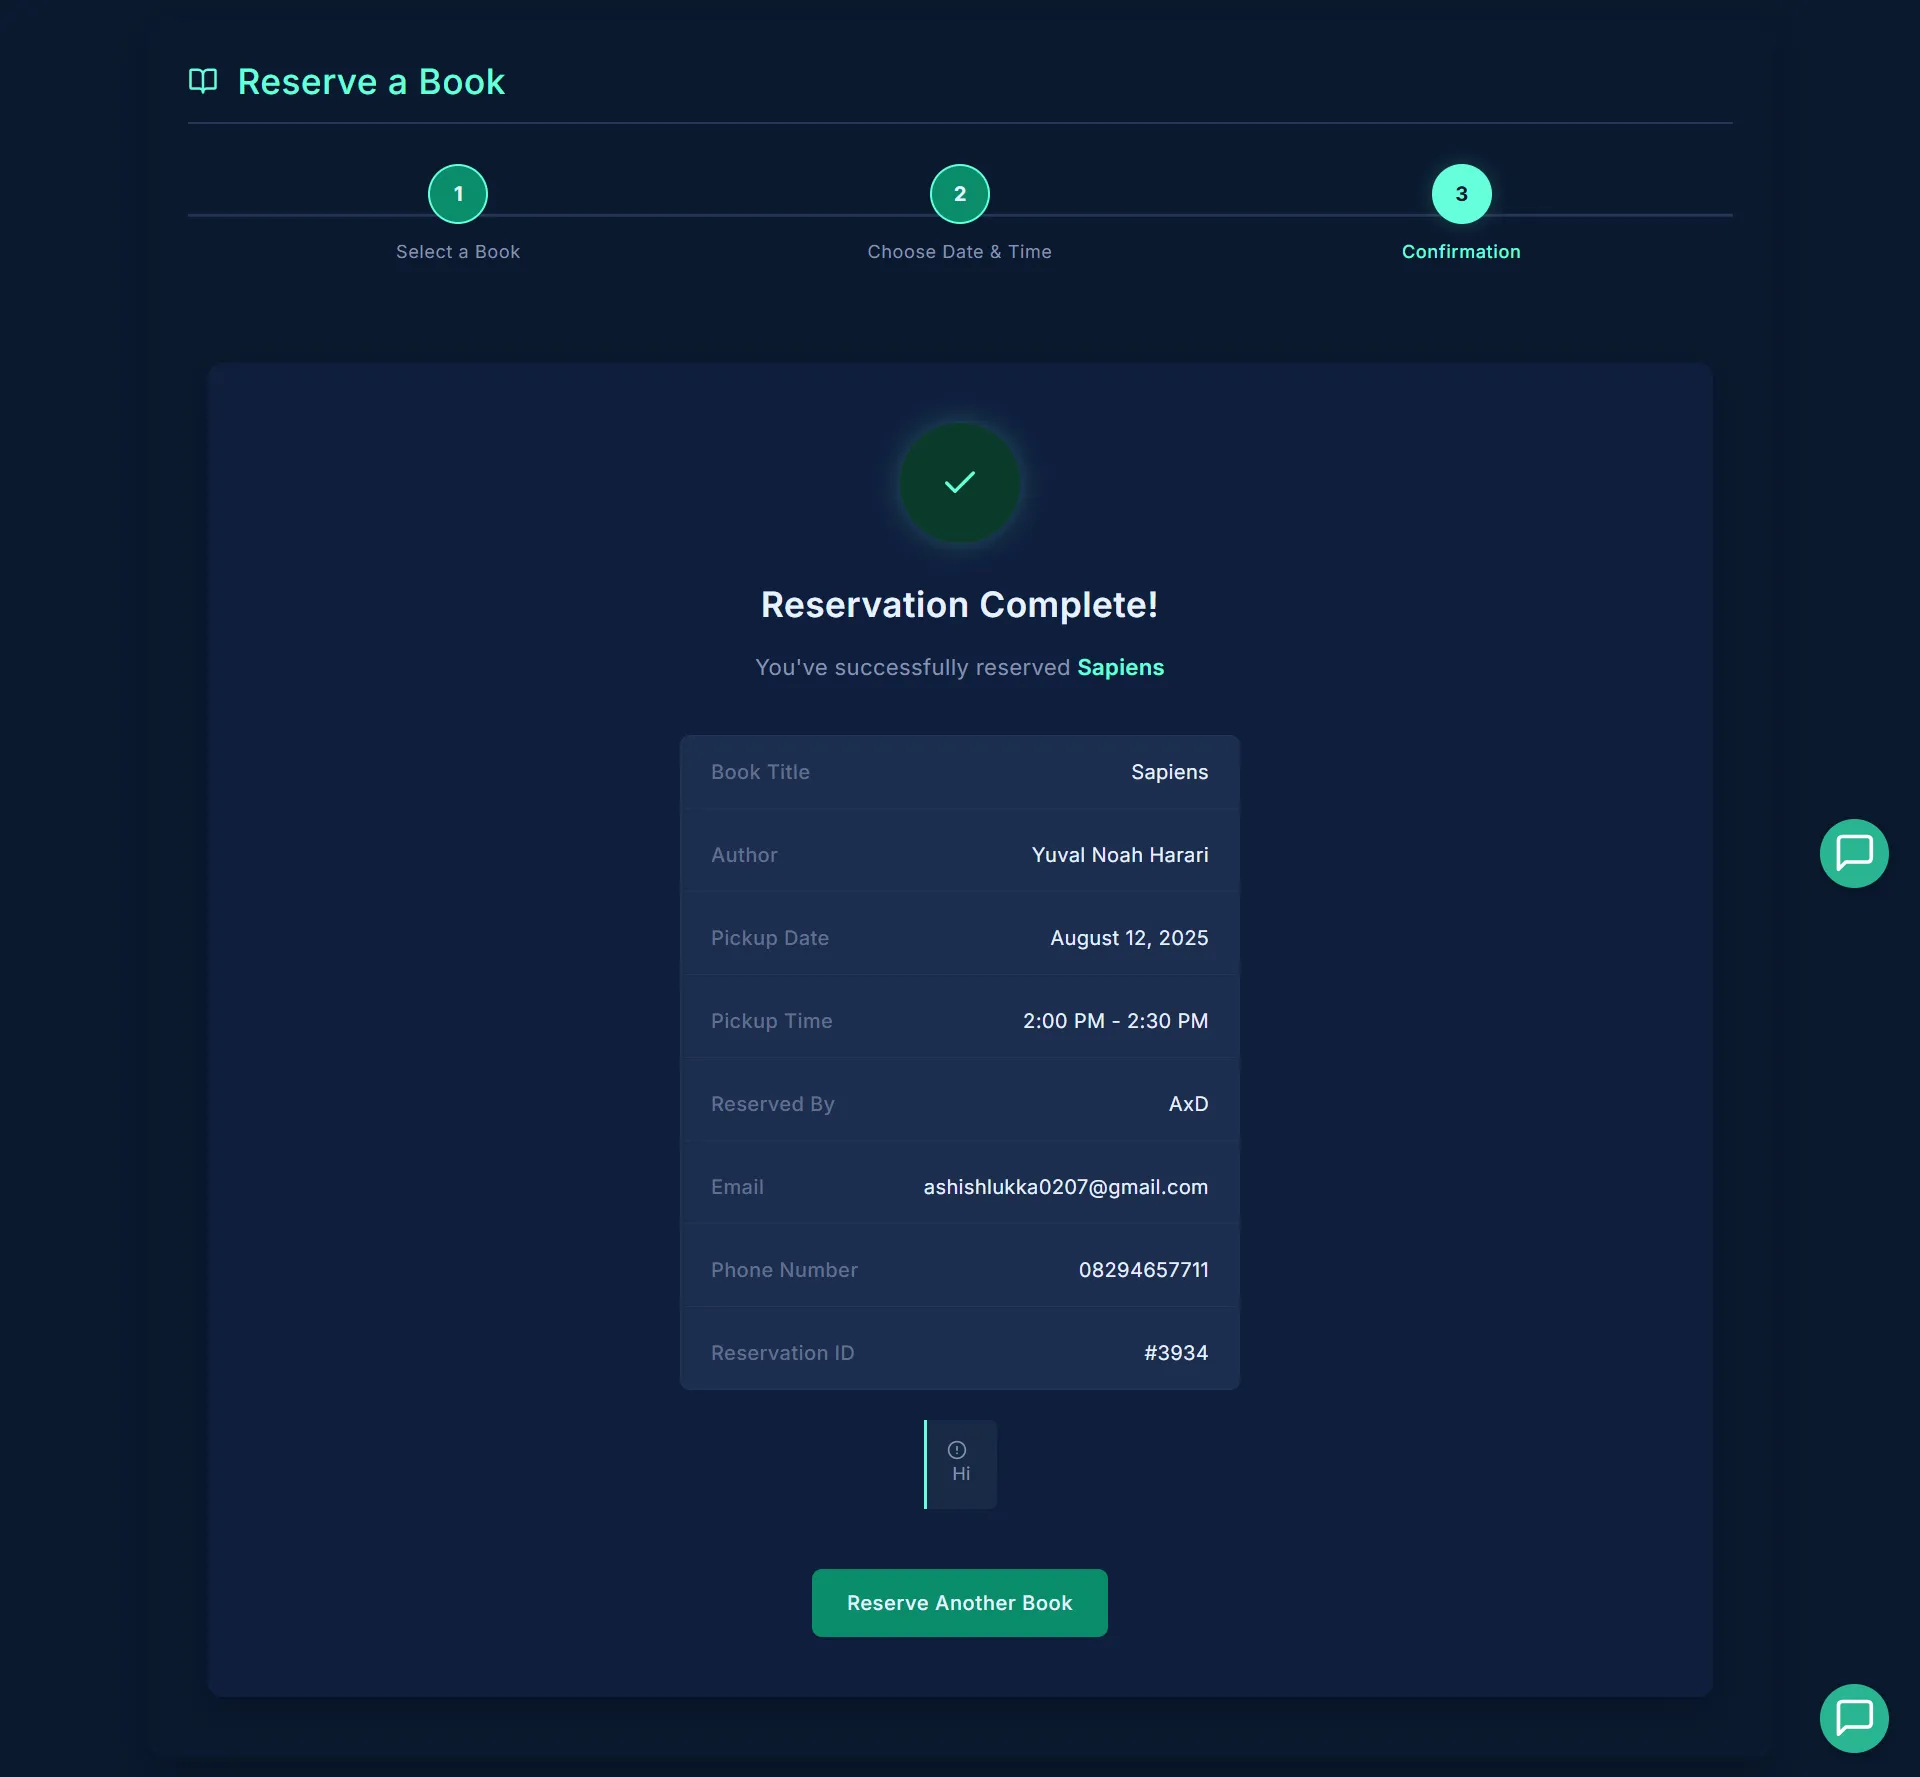 Reserve a Book
1
2
3
Select a Book
Choose Date & Time
Confirmation
Reservation Complete!
You've successfully reserved Sapiens
Book Title Sapiens
Author Yuval Noah Harari
Pickup Date August 12, 2025
Pickup Time 2:00 PM - 2:30 PM
Reserved By AxD
Email ashishlukka0207@gmail.com
Phone Number 08294657711
Reservation ID #3934
Hi
Reserve Another Book